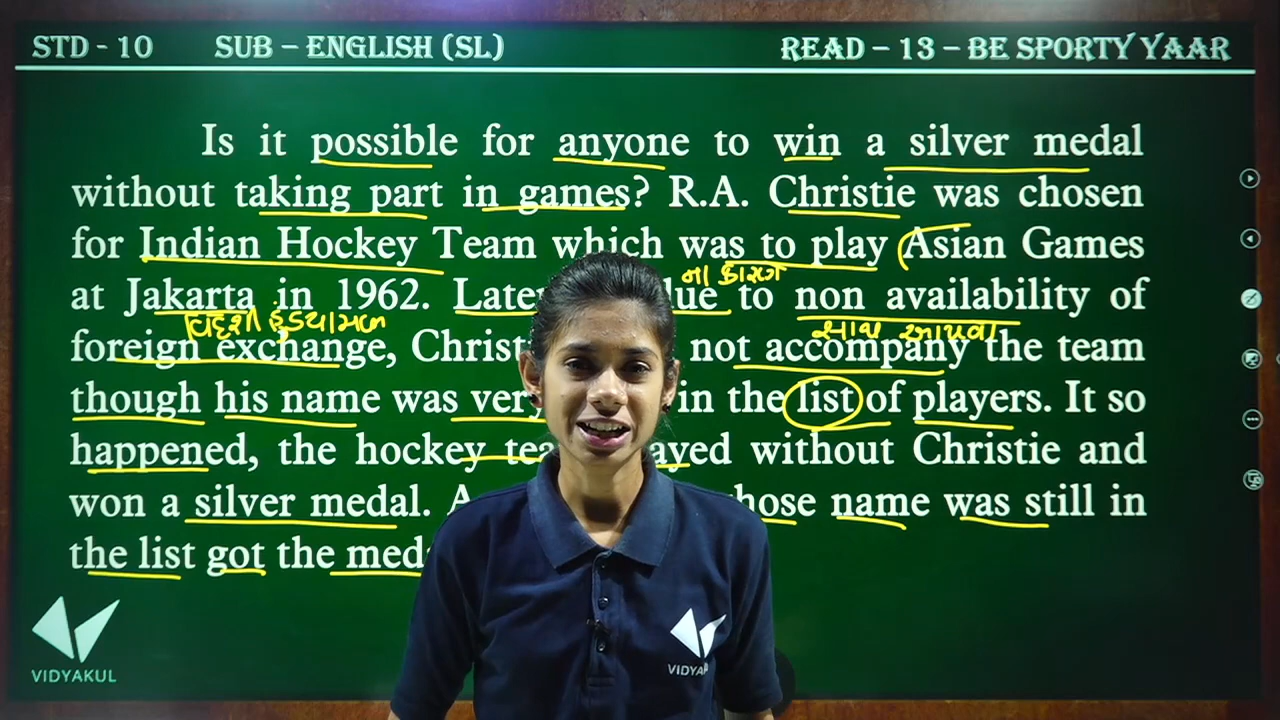 STD - 10 SUB – ENGLISH (SL) READ – 13 – BE SPORTY YAAR
Is it possible for anyone to win a silver medal
without taking part in games? R.A. Christie was chosen
for Indian Hockey Team which was to play Asian Games
ના કારણે
at Jakarta in 1962. Later due to non availability of
વિદેશી હૂંડિયામણ સાથ આપવા
foreign exchange, Christ not accompany the team
though his name was very in the list of players. It so
happened, the hockey tea ayed without Christie and
won a silver medal. A hose name was still in
the list got the meda
VIDYAKUL
VIDYA